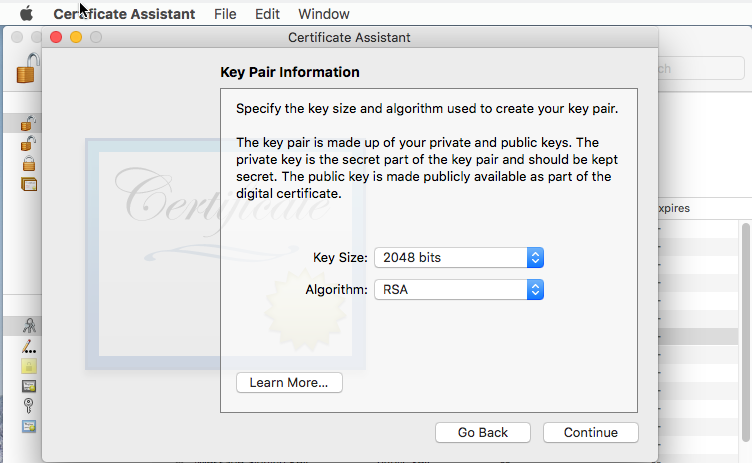 Certificate Assistant File Edit Window
Certificate Assistant
ch
Key Pair Information
Specify the key size and algorithm used to create your key pair.
The key pair is made up of your private and public keys. The
private key is the secret part of the key pair and should be kept
secret. The public key is made publicly available as part of the
digital certificate.
Certificate
xpires
Key Size: 2048 bits
Algorithm: RSA
Learn More...
Go Back Continue